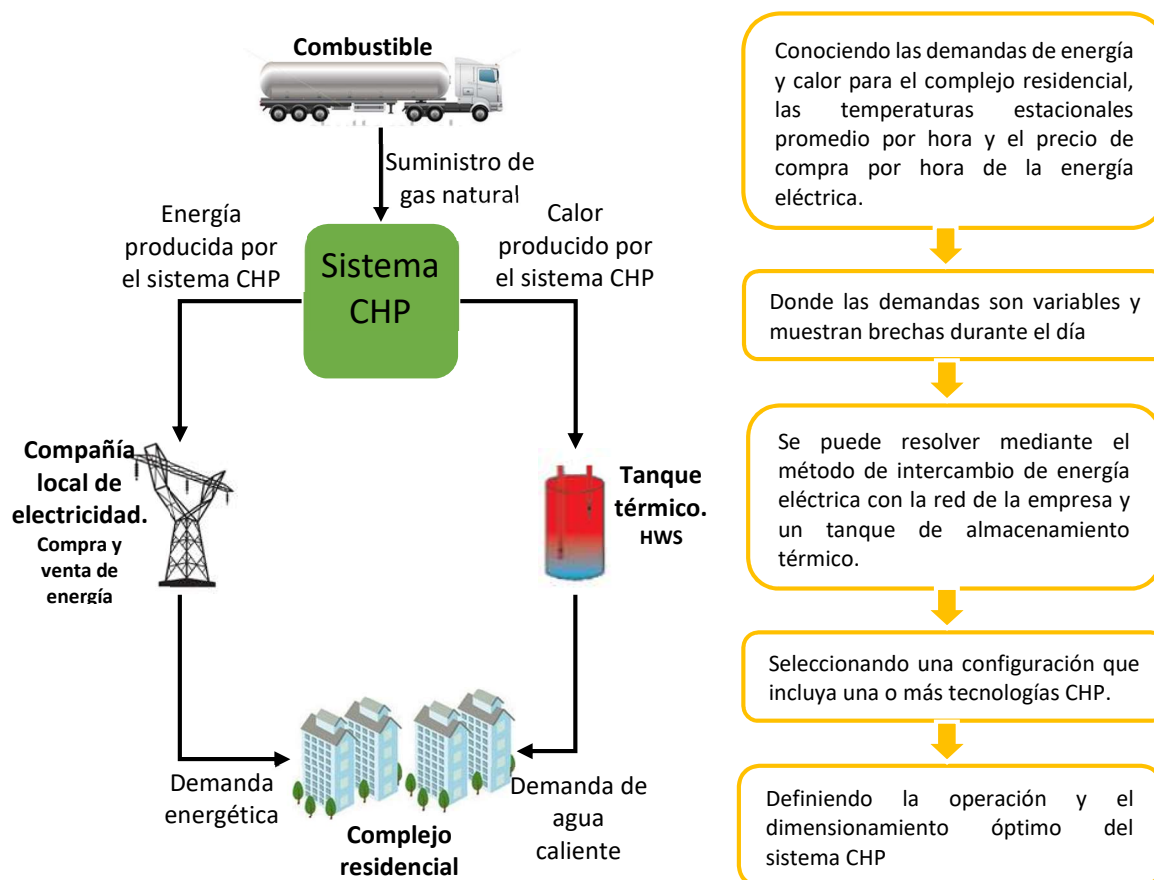 Combustible
Suministro de
gas natural
Energía
producida por
el sistema CHP
Calor
producido por
el sistema CHP
Sistema
CHP
Compañía
local de
electricidad.
Compra y
venta de
energía
Tanque
térmico.
HWS
Demanda
energética
Complejo
residencial
Demanda de
agua
caliente
Conociendo las demandas de energía
y calor para el complejo residencial,
las temperaturas estacionales
promedio por hora y el precio de
compra por hora de la energía
eléctrica.
Donde las demandas son variables y
muestran brechas durante el día
Se puede resolver mediante el
método de intercambio de energía
eléctrica con la red de la empresa y
un tanque de almacenamiento
térmico.
Seleccionando una configuración que
incluya una o más tecnologías CHP.
Definiendo la operación y el
dimensionamiento óptimo del
sistema CHP